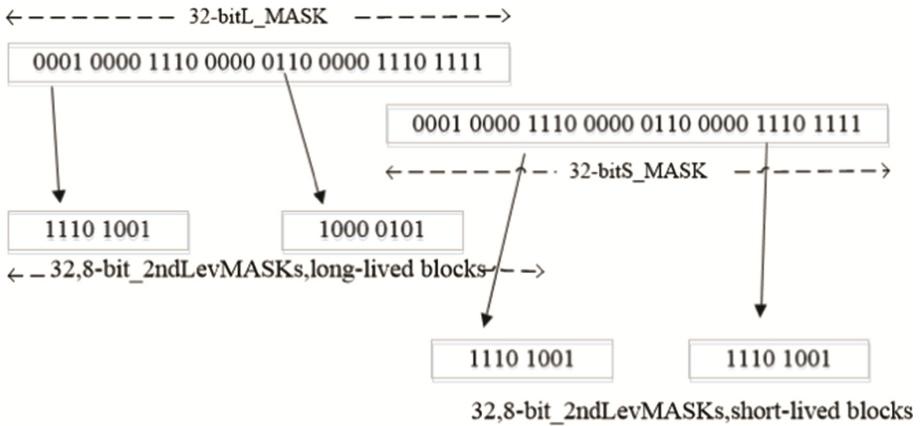 32-bitL_MASK
0001 0000 1110 0000 0110 0000 1110 1111
0001 0000 1110 0000 0110 0000 1110 1111
32-bitS_MASK
1110 1001
1000 0101
32,8-bit_2ndLevMASKs,long-lived blocks
1110 1001
1110 1001
32,8-bit_2ndLevMASKs,short-lived blocks